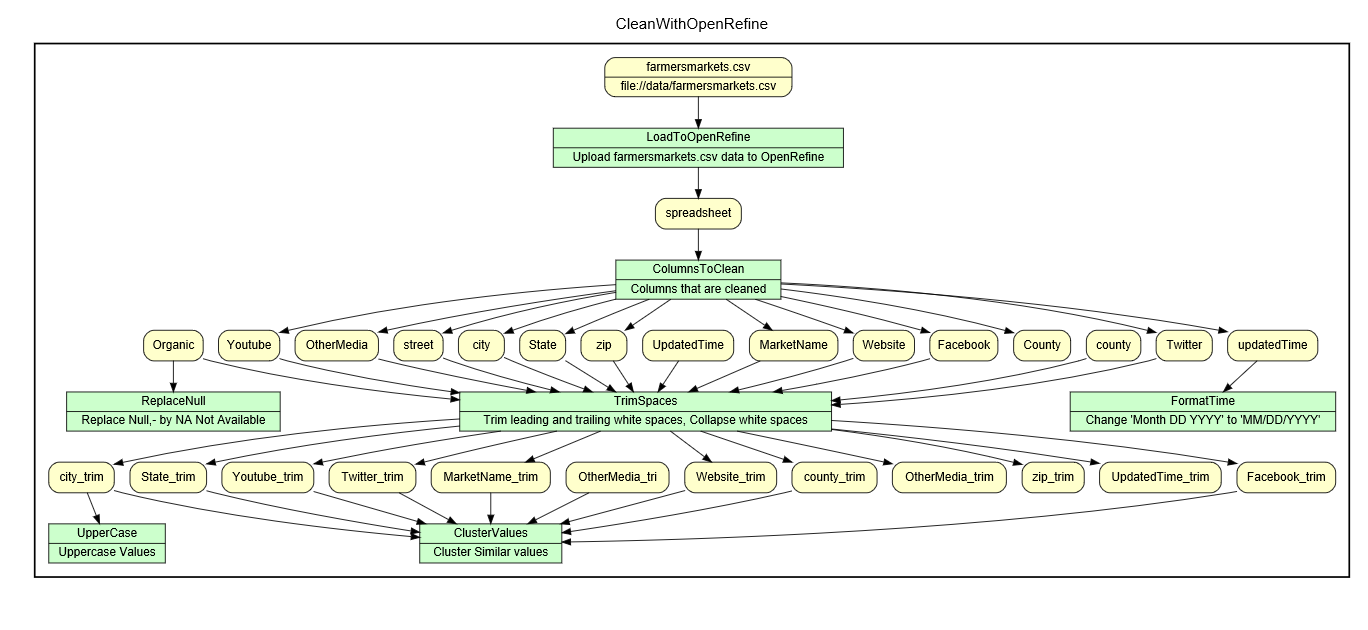 CleanWithOpenRefine
farmersmarkets.csv
file://data/farmersmarkets.csv
LoadToOpenRefine
Upload farmersmarkets.csv data to OpenRefine
spreadsheet
ColumnsToClean
Columns that are cleaned
Organic Youtube OtherMedia street city State zip UpdatedTime MarketName Website Facebook County county Twitter updatedTime
ReplaceNull TrimSpaces FormatTime
Replace Null,- by NA Not Available Trim leading and trailing white spaces, Collapse white spaces Change 'Month DD YYYY' to 'MM/DD/YYYY'
city_trim State_trim Youtube_trim Twitter_trim MarketName_trim OtherMedia_tri Website_trim county_trim OtherMedia_trim zip_trim UpdatedTime_trim Facebook_trim
UpperCase ClusterValues
Uppercase Values Cluster Similar values